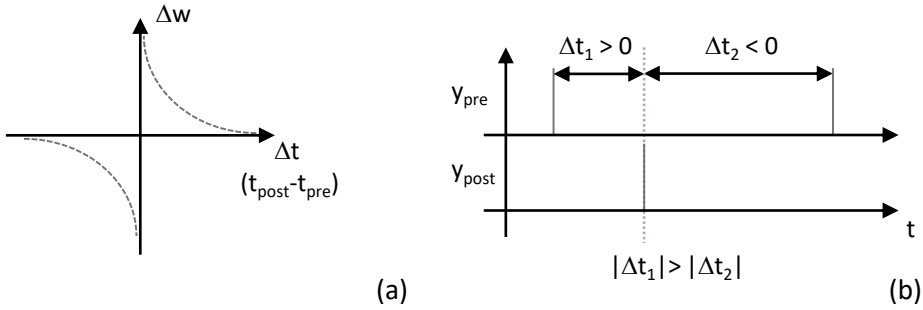 Δw
Δt
(t_post-t_pre)
(a)
Δt₁ > 0 Δt₂ < 0
y_pre
y_post
t
|Δt₁|>|Δt₂|
(b)